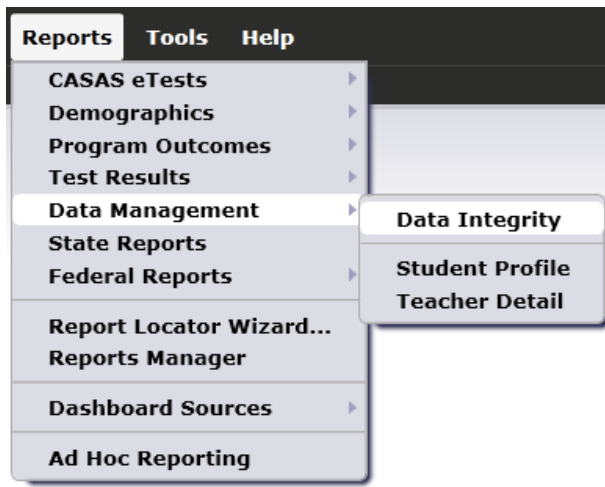 Reports Tools Help
CASAS eTests
Demographics
Program Outcomes
Test Results
Data Management
State Reports
Federal Reports
Report Locator Wizard...
Reports Manager
Dashboard Sources
Ad Hoc Reporting
Data Integrity
Student Profile
Teacher Detail